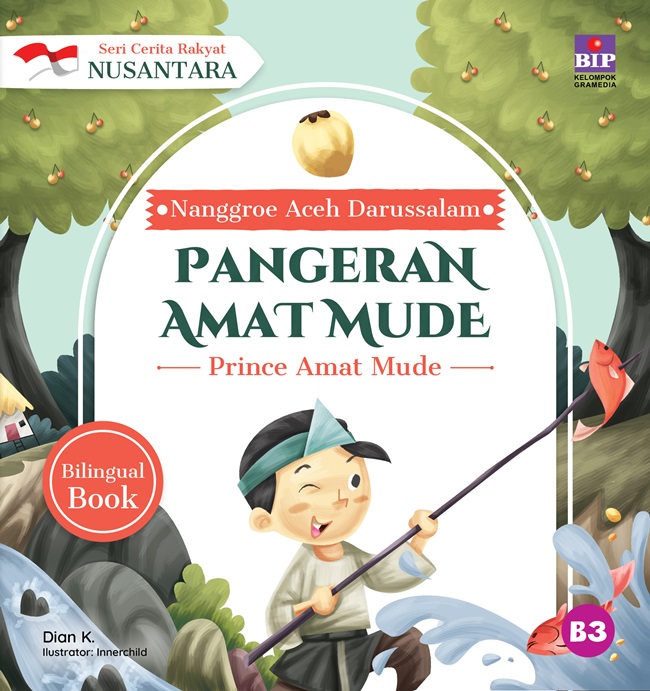 Seri Cerita Rakyat
NUSANTARA
BIP
KELOMPOK
GRAMEDIA
Nanggroe Aceh Darussalam
PANGERAN
AMAT MUDE
Prince Amat Mude
Bilingual
Book
Dian K.
Ilustrator: Innerchild
B3